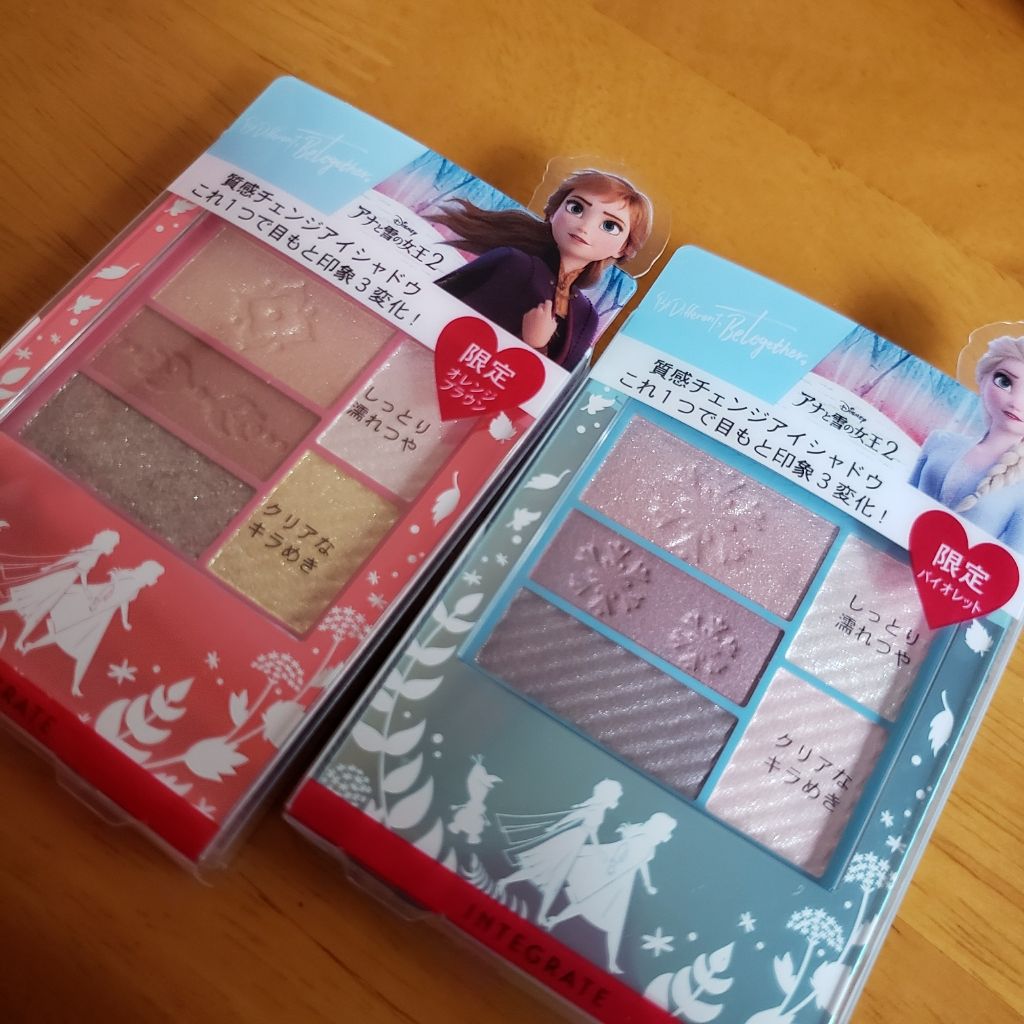 By Different,
Be together.
Disney
アナと雪の女王2
質感チェンジアイシャドウ
これ1つで目もと印象3変化!
限定
オレンジ
ブラウン
しっとり
濡れつや
クリアな
キラめき
RATE
By Different,
Be together.
Disney
アナと雪の女王2
質感チェンジアイシャドウ
これ1つで目もと印象3変化!
限定
バイオレット
しっとり
濡れつや
クリアな
キラめき
INTEGRATE